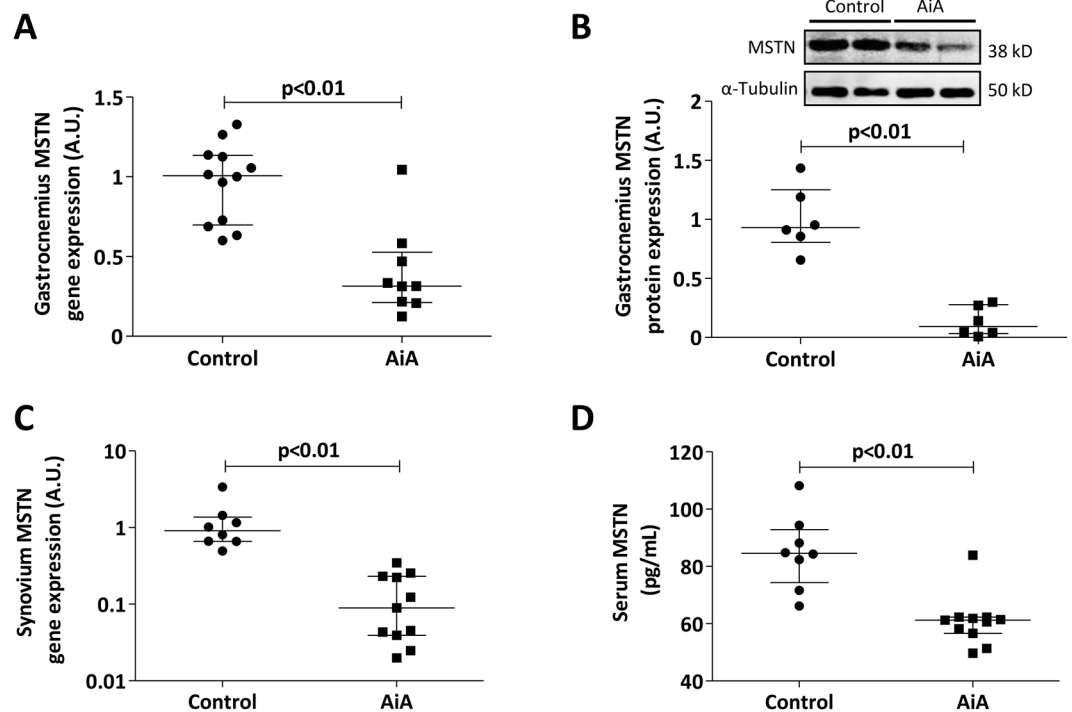 A
Gastrocnemius MSTN
gene expression (A.U.)
1.5
1
0.5
0
p<0.01
Control
AiA
B
Control
AiA
MSTN
38 kD
α-Tubulin
50 kD
Gastrocnemius MSTN
protein expression (A.U.)
2
1.5
1
0.5
0
p<0.01
Control
AiA
C
Synovium MSTN
gene expression (A.U.)
10
1
0.1
0.01
p<0.01
Control
AiA
D
Serum MSTN
(pg/mL)
120
100
80
60
40
p<0.01
Control
AiA